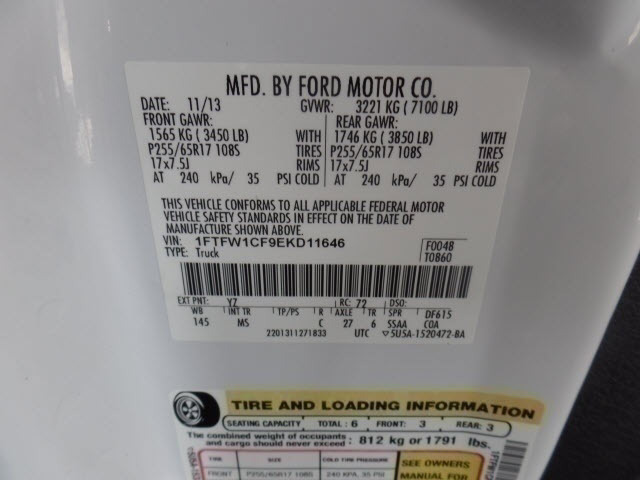 MFD. BY FORD MOTOR CO.
DATE: 11/13 GVWR: 3221 KG ( 7100 LB)
FRONT GAWR: REAR GAWR:
1565 KG ( 3450 LB) WITH 1746 KG ( 3850 LB) WITH
P255/65R17 108S TIRES P255/65R17 108S TIRES
17x7.5J RIMS 17x7.5J RIMS
AT 240 kPa/ 35 PSI COLD AT 240 kPa/ 35 PSI COLD
THIS VEHICLE CONFORMS TO ALL APPLICABLE FEDERAL MOTOR
VEHICLE SAFETY STANDARDS IN EFFECT ON THE DATE OF
MANUFACTURE SHOWN ABOVE.
VIN: 1FTFW1CF9EKD11646 F0048
TYPE: Truck T0860
EXT PNT: YZ RC: 72 DSO:
WB INT TR TP/PS R AXLE TR SPR DF615
145 MS C 27 6 SSAA COA
2201311271833 UTC 5U5A-1520472-BA
TIRE AND LOADING INFORMATION
SEATING CAPACITY TOTAL : 6 FRONT: 3 REAR: 3
The combined weight of occupants
and cargo should never exceed : 812 kg or 1791 lbs.
TIRE SIZE COLD TIRE PRESSURE SEE OWNERS
FRONT P255/65R17 108S 240 KPA, 35 PSI MANUAL FOR